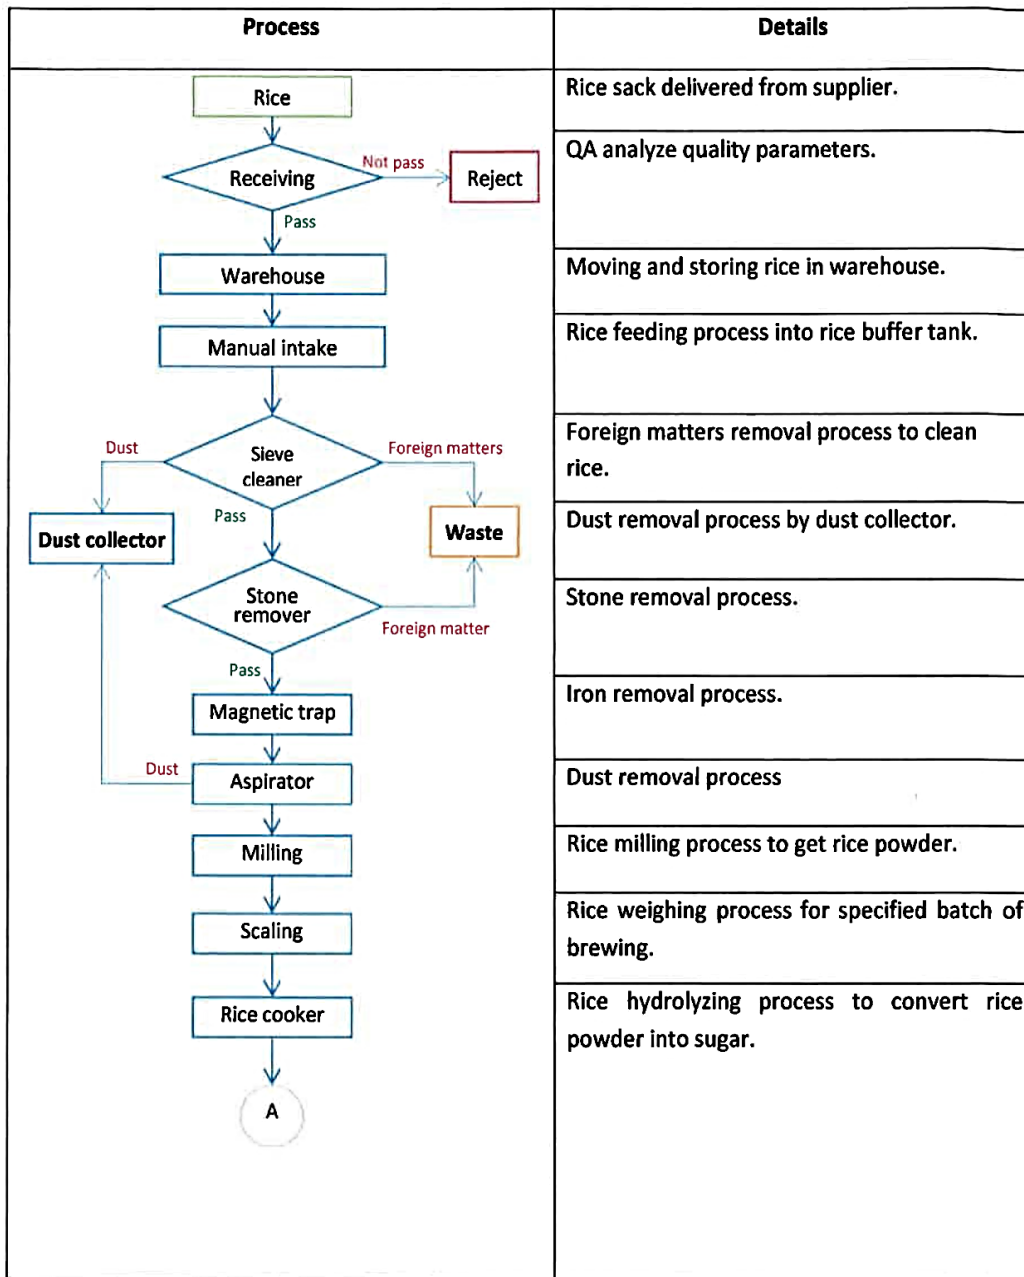 Process
Details
Rice
Rice sack delivered from supplier.
Receiving
Not pass
Reject
Pass
QA analyze quality parameters.
Warehouse
Moving and storing rice in warehouse.
Manual intake
Rice feeding process into rice buffer tank.
Dust
Sieve
cleaner
Foreign matters
Pass
Foreign matters removal process to clean
rice.
Dust collector
Waste
Dust removal process by dust collector.
Stone
remover
Foreign matter
Pass
Stone removal process.
Magnetic trap
Iron removal process.
Dust
Aspirator
Dust removal process
Milling
Rice milling process to get rice powder.
Scaling
Rice weighing process for specified batch of
brewing.
Rice cooker
Rice hydrolyzing process to convert rice
powder into sugar.
A